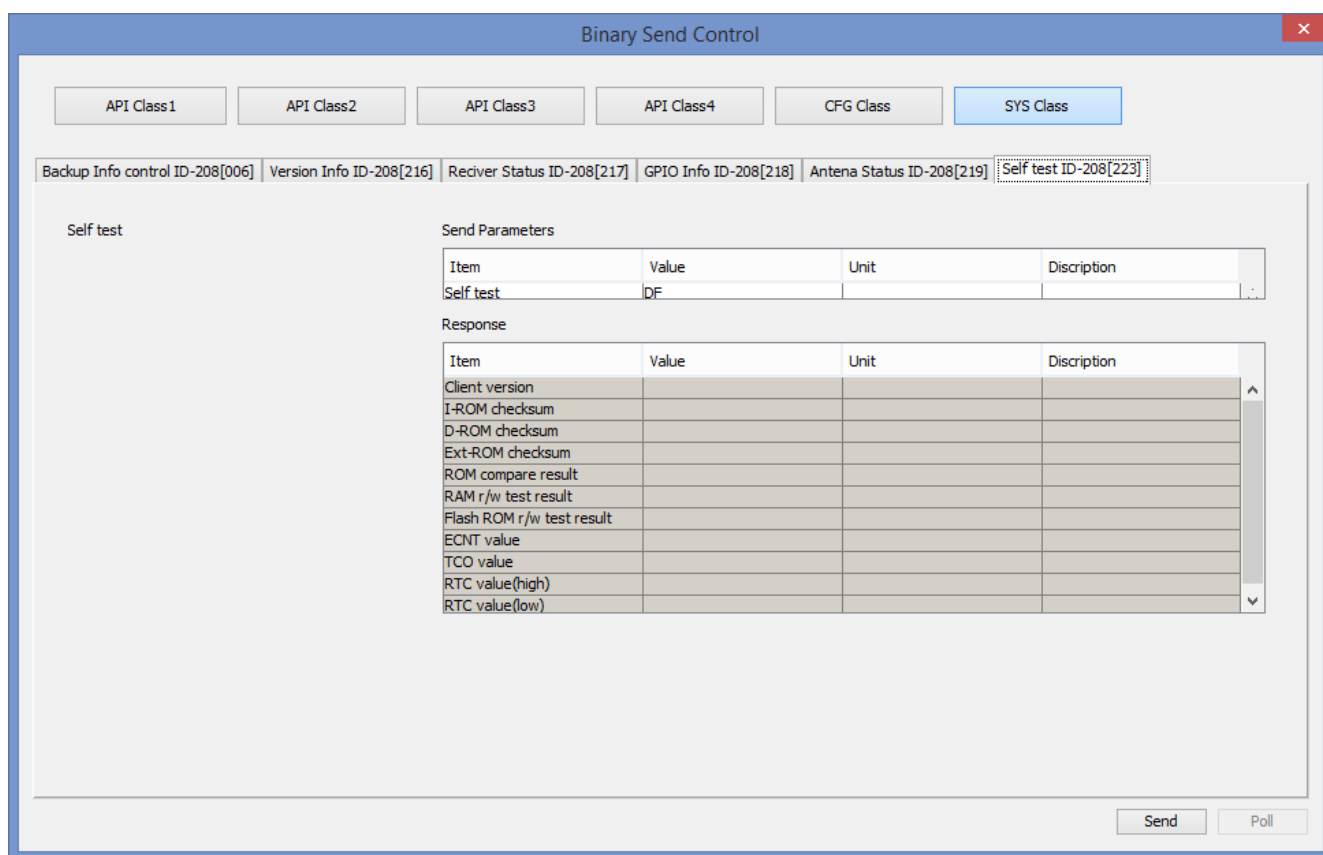 Binary Send Control
API Class1 API Class2 API Class3 API Class4 CFG Class SYS Class
Backup Info control ID-208[006] Version Info ID-208[216] Reciver Status ID-208[217] GPIO Info ID-208[218] Antena Status ID-208[219] Self test ID-208[223]
Self test Send Parameters
Item Value Unit Discription
Self test DF
Response
Item Value Unit Discription
Client version
I-ROM checksum
D-ROM checksum
Ext-ROM checksum
ROM compare result
RAM r/w test result
Flash ROM r/w test result
ECNT value
TCO value
RTC value(high)
RTC value(low)
Send Poll